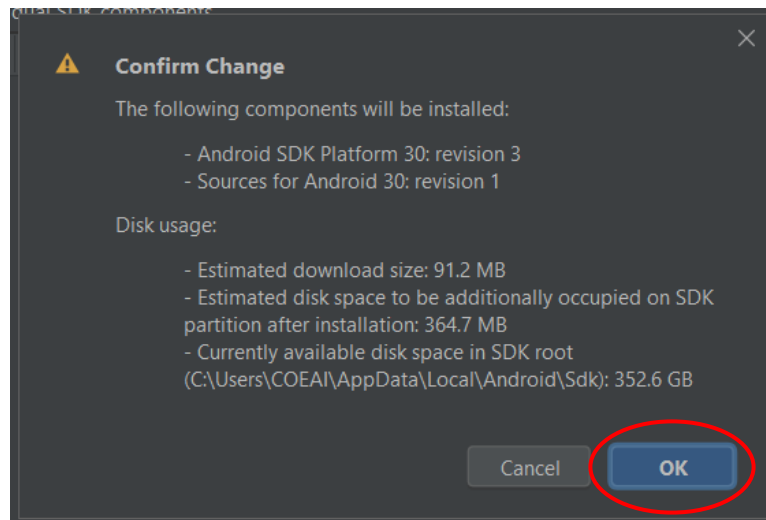 qual SDK components
Confirm Change
The following components will be installed:
- Android SDK Platform 30: revision 3
- Sources for Android 30: revision 1
Disk usage:
- Estimated download size: 91.2 MB
- Estimated disk space to be additionally occupied on SDK
partition after installation: 364.7 MB
- Currently available disk space in SDK root
(C:\Users\COEAI\AppData\Local\Android\Sdk): 352.6 GB
Cancel
OK